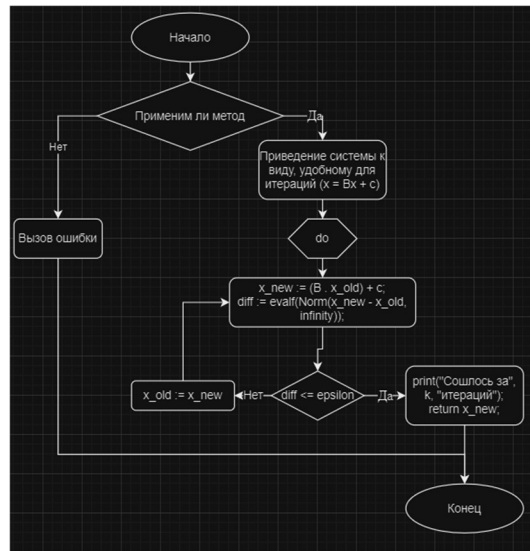 Начало
Применим ли метод
Да
Нет
Приведение системы к
виду, удобному для
итераций (x = Bx + c)
Вызов ошибки
do
x_new := (B . x_old) + c;
diff := evalf(Norm(x_new - x_old,
infinity));
x_old := x_new
Нет
diff <= epsilon
Да
print("Сошлось за",
k, "итераций");
return x_new;
Конец